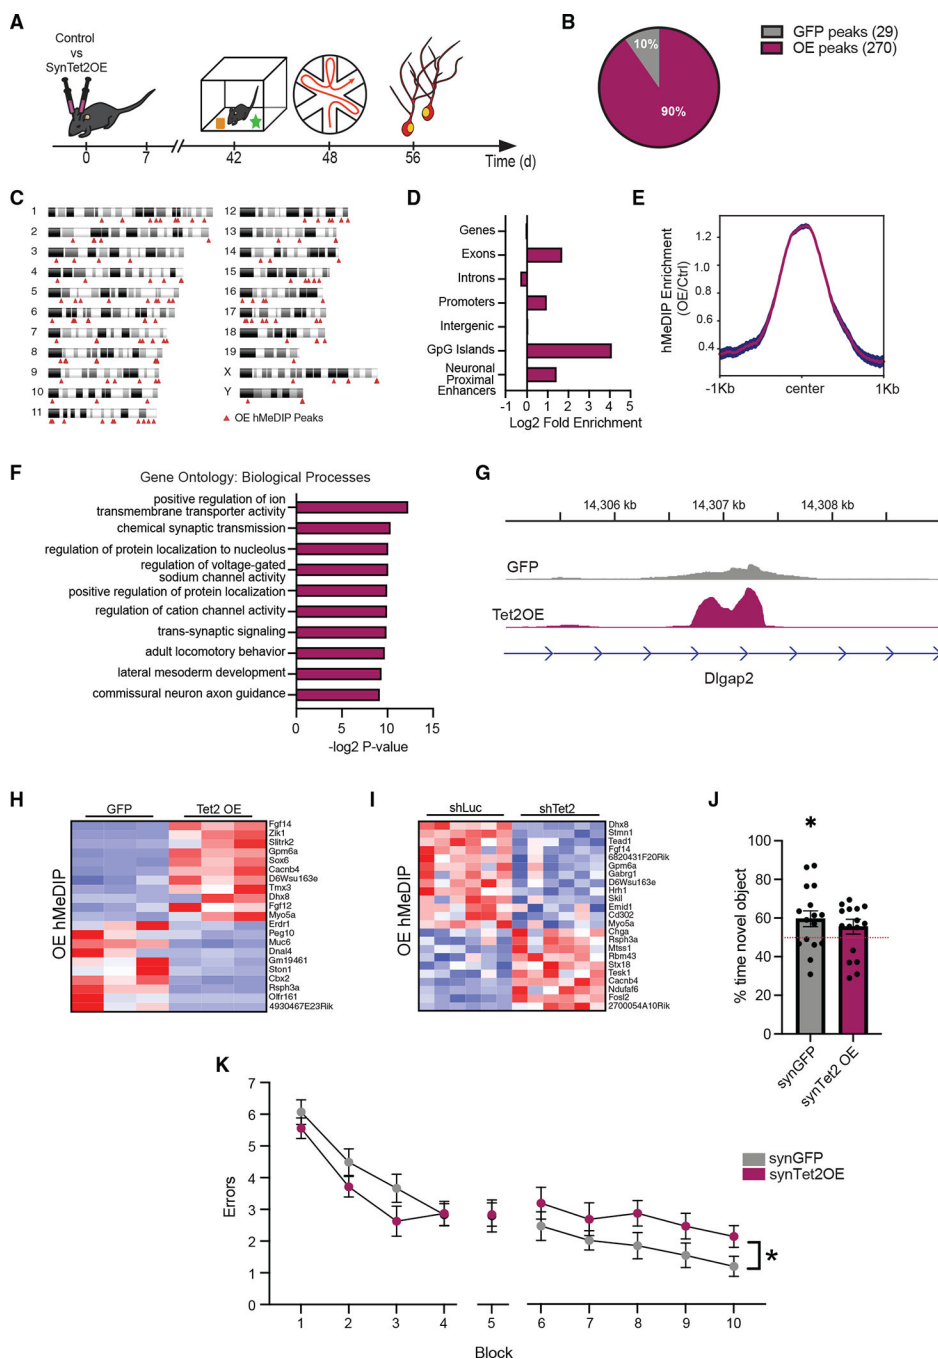 A
Control
vs
SynTet2OE
0
7
42
48
56
Time (d)
B
10%
90%
GFP peaks (29)
OE peaks (270)
C
1
2
3
4
5
6
7
8
9
10
11
12
13
14
15
16
17
18
19
X
Y
OE hMeDIP Peaks
D
Genes
Exons
Introns
Promoters
Intergenic
GpG Islands
Neuronal
Proximal
Enhancers
-1 0 1 2 3 4 5
Log2 Fold Enrichment
E
hMeDIP Enrichment
(OE/Ctrl)
1.2
1.0
0.8
0.6
0.4
-1Kb center 1Kb
F
Gene Ontology: Biological Processes
positive regulation of ion
transmembrane transporter activity
chemical synaptic transmission
regulation of protein localization to nucleolus
regulation of voltage-gated
sodium channel activity
positive regulation of protein localization
regulation of cation channel activity
trans-synaptic signaling
adult locomotory behavior
lateral mesoderm development
commissural neuron axon guidance
0 5 10 15
-log2 P-value
G
14,306 kb 14,307 kb 14,308 kb
GFP
Tet2OE
Dlgap2
H
GFP Tet2 OE
OE hMeDIP
Fgf14
Zik1
Slitrk2
Gpm6a
Sox6
Cacnb4
D6Wsu163e
Tmx3
Dhx8
Fgf12
Myo5a
Erdr1
Peg10
Muc6
Dnal4
Gm19461
Ston1
Cbx2
Rsph3a
Olfr161
4930467E23Rik
I
shLuc shTet2
OE hMeDIP
Dhx8
Stmn1
Tead1
Fgf14
6820431F20Rik
Gpm6a
Gabrg1
D6Wsu163e
Hrh1
Skil
Emid1
Cd302
Myo5a
Chga
Rsph3a
Mtss1
Rbm43
Stx18
Tesk1
Cacnb4
Ndufaf6
Fosl2
2700054A10Rik
J
*
% time novel object
100
80
60
40
20
0
synGFP
synTet2 OE
K
Errors
7
6
5
4
3
2
1
0
1 2 3 4 5 6 7 8 9 10
Block
synGFP
synTet2OE
*